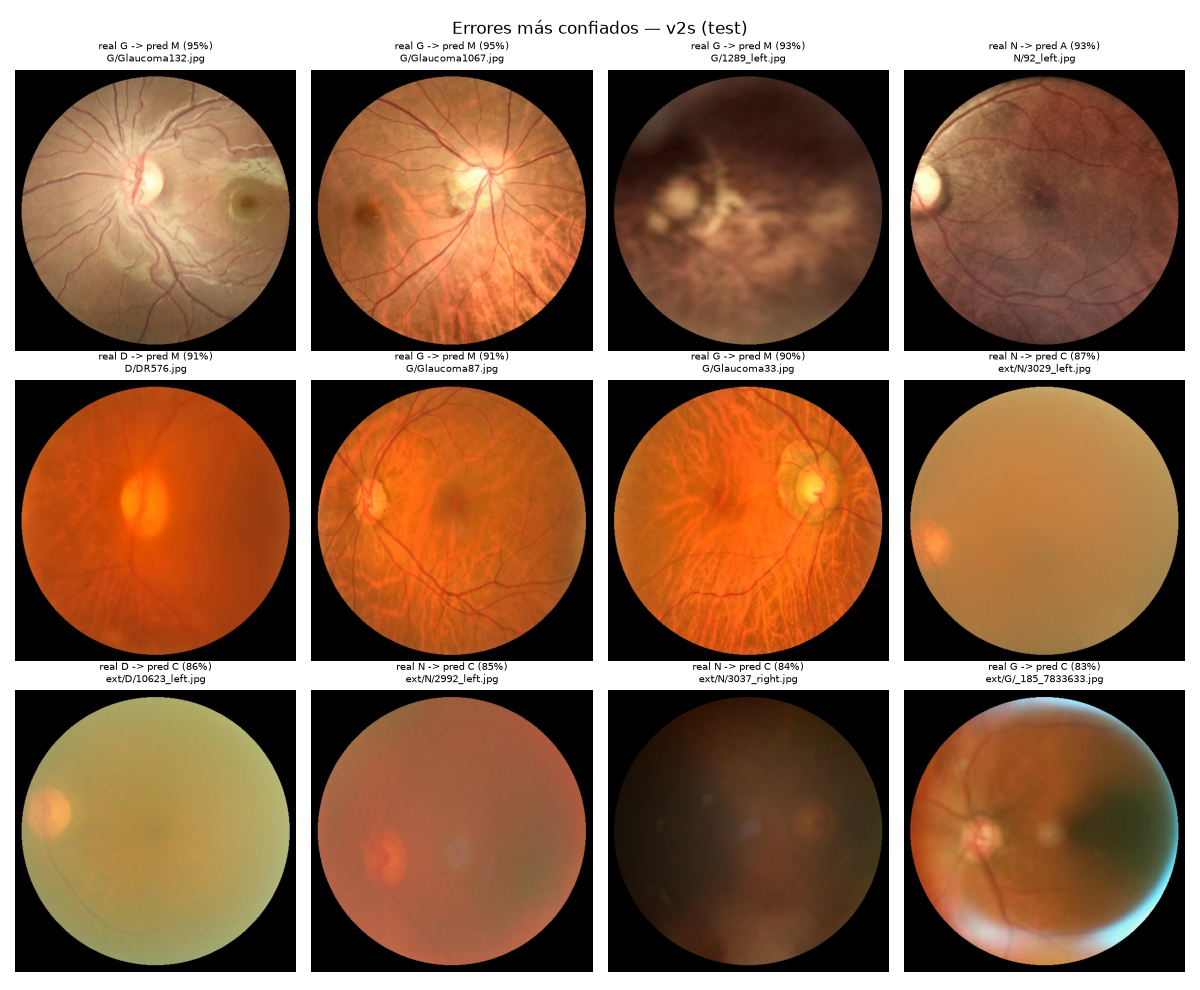 Errores más confiados — v2s (test)
real G -> pred M (95%)
G/Glaucoma132.jpg
real G -> pred M (95%)
G/Glaucoma1067.jpg
real G -> pred M (93%)
G/1289_left.jpg
real N -> pred A (93%)
N/92_left.jpg
real D -> pred M (91%)
D/DR576.jpg
real G -> pred M (91%)
G/Glaucoma87.jpg
real G -> pred M (90%)
G/Glaucoma33.jpg
real N -> pred C (87%)
ext/N/3029_left.jpg
real D -> pred C (86%)
ext/D/10623_left.jpg
real N -> pred C (85%)
ext/N/2992_left.jpg
real N -> pred C (84%)
ext/N/3037_right.jpg
real G -> pred C (83%)
ext/G/_185_7833633.jpg